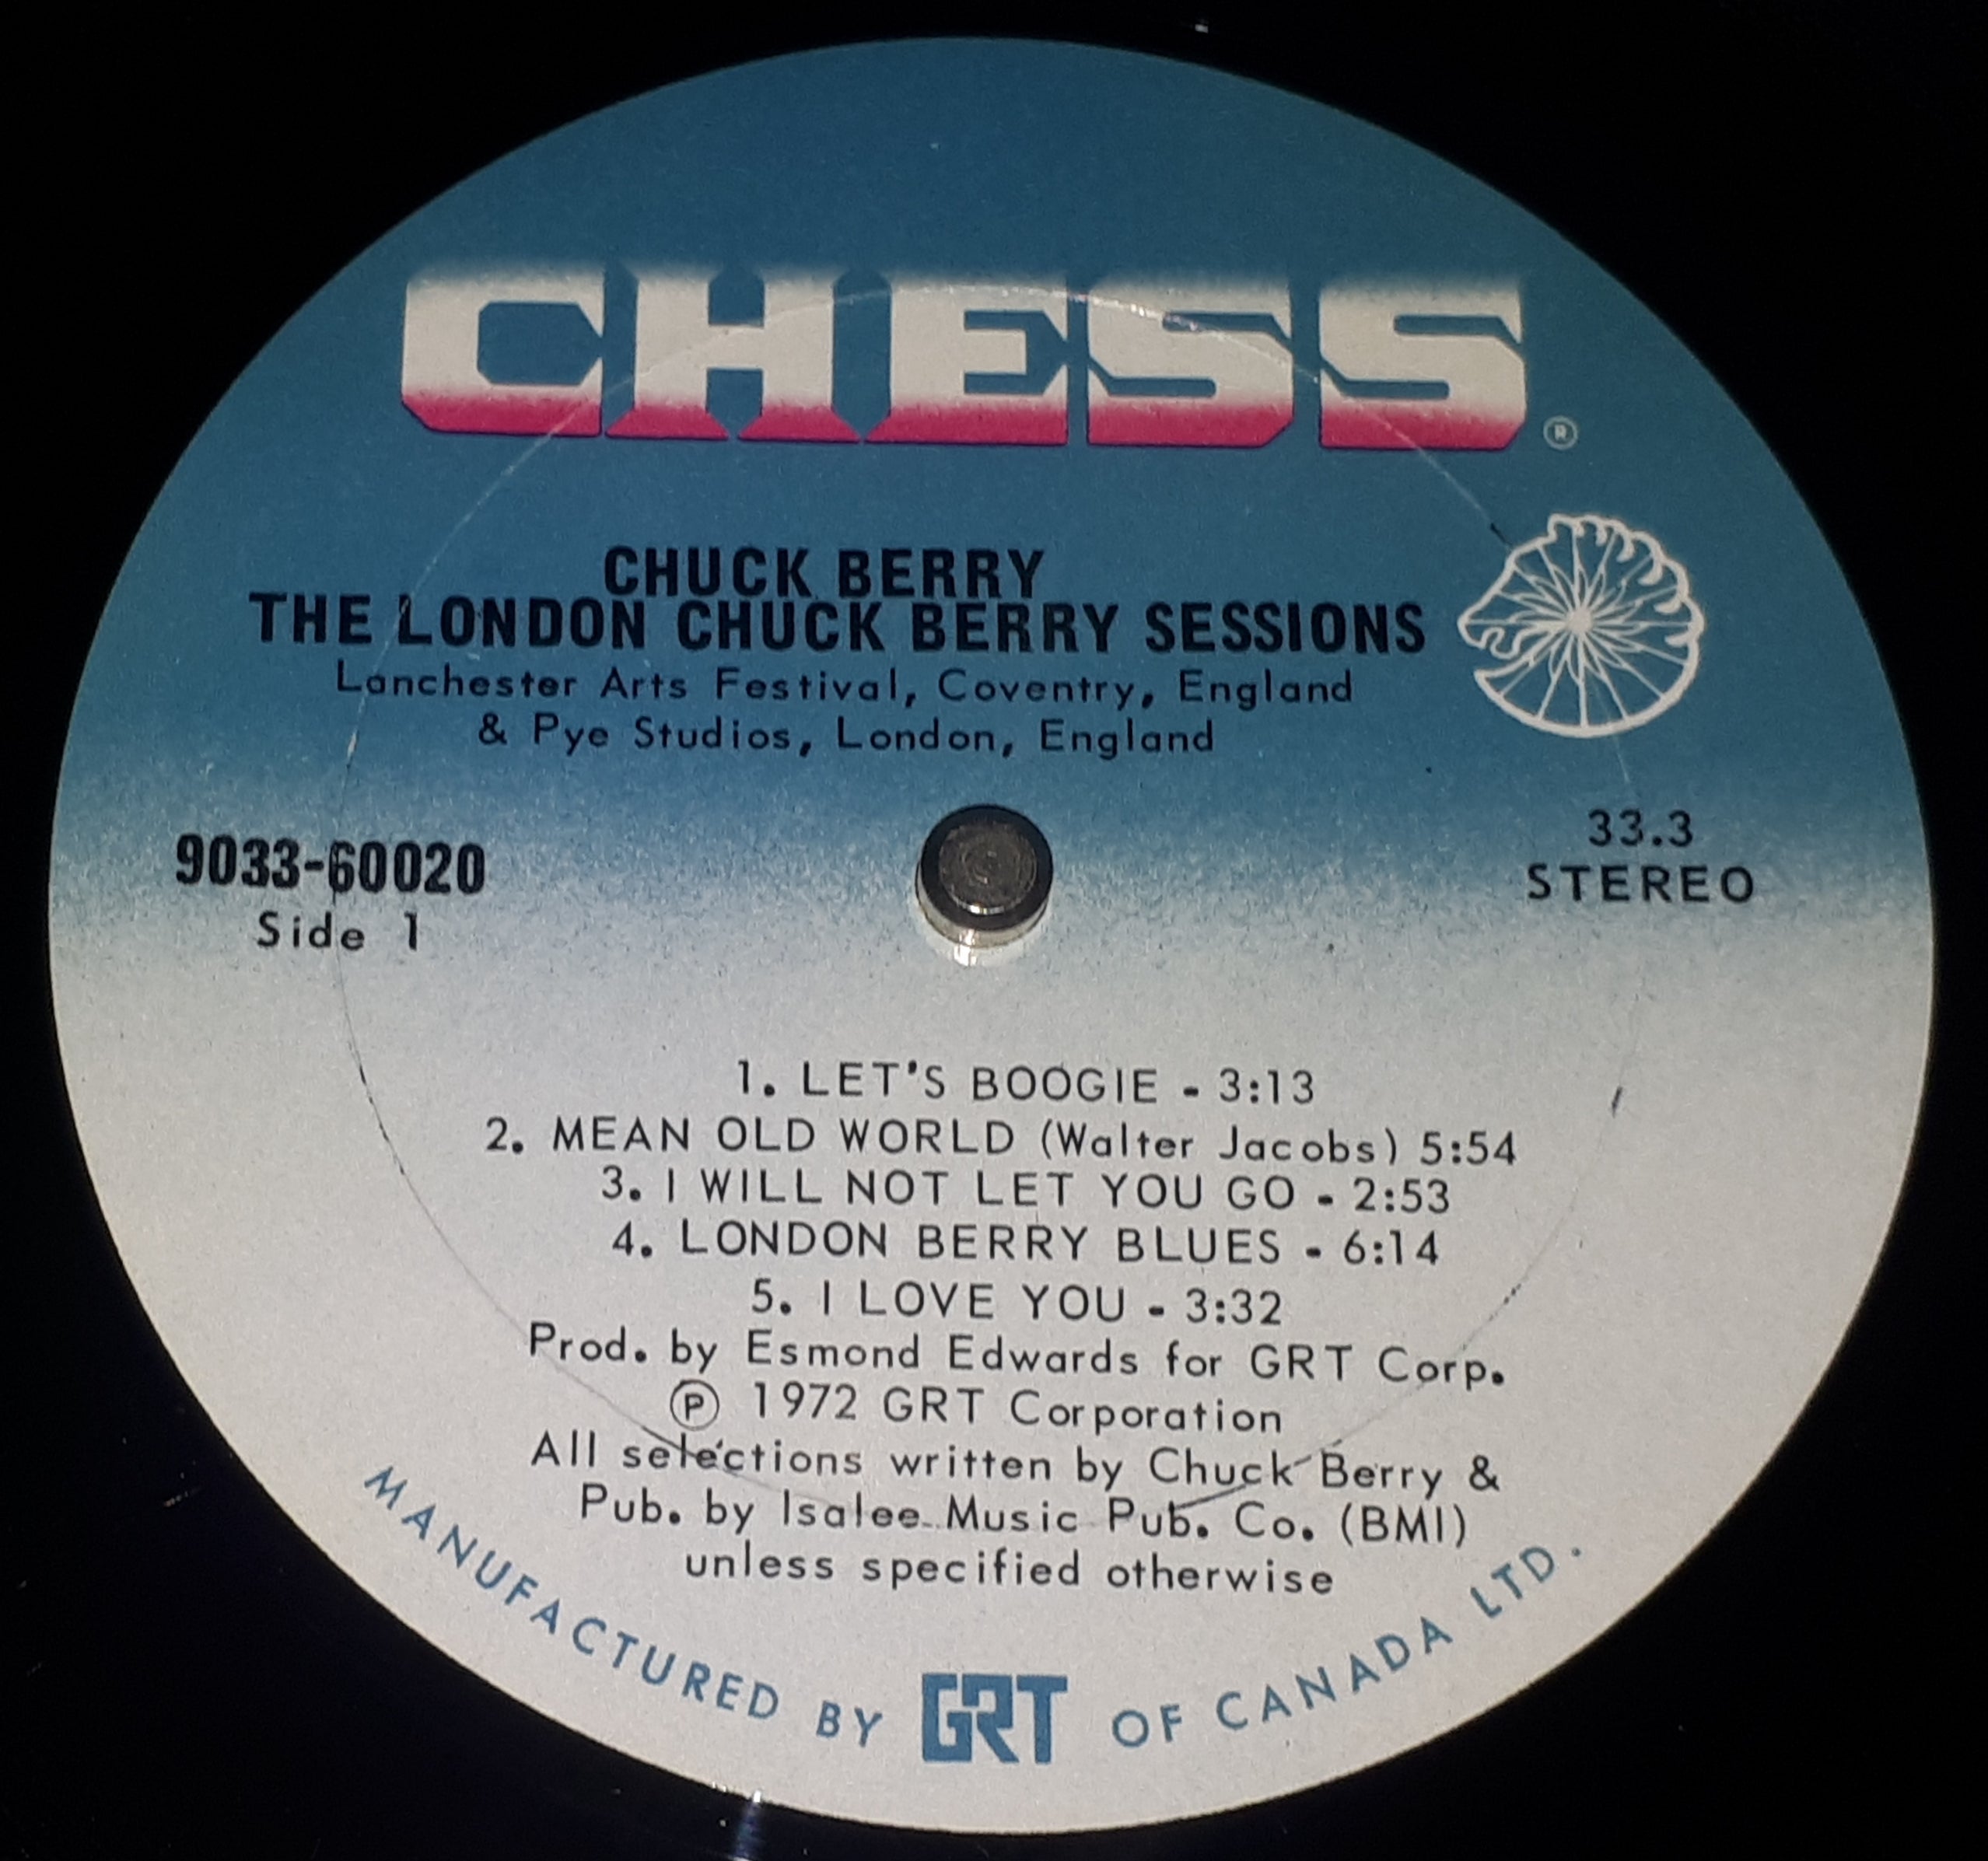 CHESS®
CHUCK BERRY
THE LONDON CHUCK BERRY SESSIONS
Lanchester Arts Festival, Coventry, England
& Pye Studios, London, England
9033-60020
Side 1
33.3
STEREO
1. LET'S BOOGIE - 3:13
2. MEAN OLD WORLD (Walter Jacobs) 5:54
3. I WILL NOT LET YOU GO - 2:53
4. LONDON BERRY BLUES - 6:14
5. I LOVE YOU - 3:32
Prod. by Esmond Edwards for GRT Corp.
Ⓟ 1972 GRT Corporation
All selections written by Chuck Berry &
Pub. by Isalee Music Pub. Co. (BMI)
unless specified otherwise
MANUFACTURED BY GRT OF CANADA LTD.